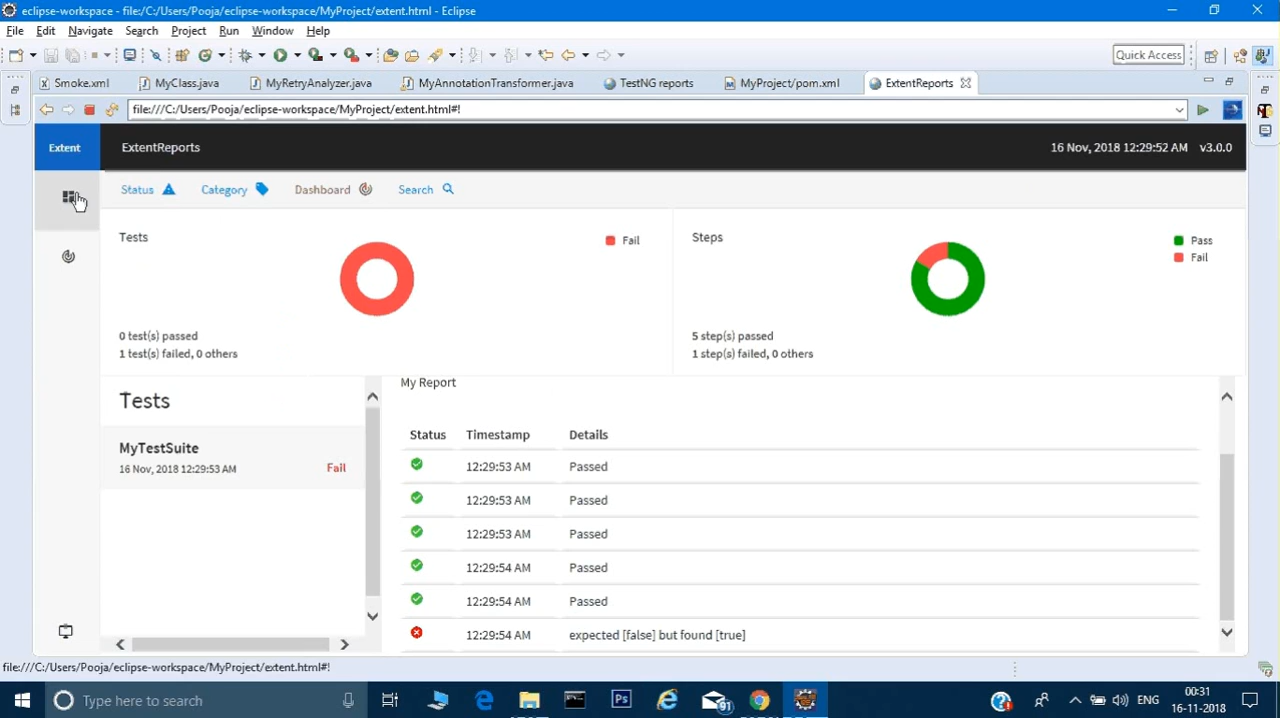 eclipse-workspace - file:/C:/Users/Pooja/eclipse-workspace/MyProject/extent.html - Eclipse
File Edit Navigate Search Project Run Window Help
Quick Access
Smoke.xml MyClass.java MyRetryAnalyzer.java MyAnnotationTransformer.java TestNG reports MyProject/pom.xml ExtentReports
file:///C:/Users/Pooja/eclipse-workspace/MyProject/extent.html#!
Extent ExtentReports 16 Nov, 2018 12:29:52 AM v3.0.0
Status Category Dashboard Search
Tests Fail Steps Pass
Fail
0 test(s) passed 5 step(s) passed
1 test(s) failed, 0 others 1 step(s) failed, 0 others
My Report
Tests
Status Timestamp Details
MyTestSuite
16 Nov, 2018 12:29:53 AM Fail
12:29:53 AM Passed
12:29:53 AM Passed
12:29:53 AM Passed
12:29:54 AM Passed
12:29:54 AM Passed
12:29:54 AM expected [false] but found [true]
file:///C:/Users/Pooja/eclipse-workspace/MyProject/extent.html#!
Type here to search Ps 91 ENG 00:31
16-11-2018